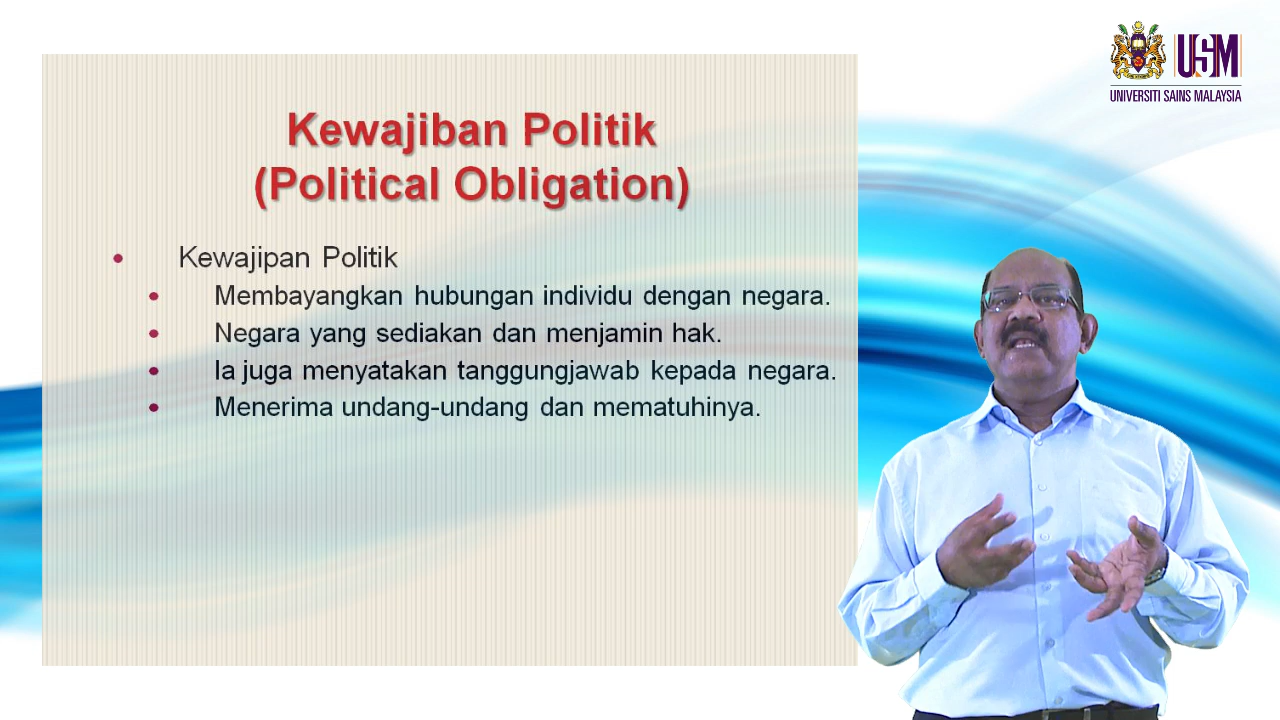 USM
UNIVERSITI SAINS MALAYSIA
Kewajiban Politik
(Political Obligation)
• Kewajipan Politik
• Membayangkan hubungan individu dengan negara.
• Negara yang sediakan dan menjamin hak.
• Ia juga menyatakan tanggungjawab kepada negara.
• Menerima undang-undang dan mematuhinya.